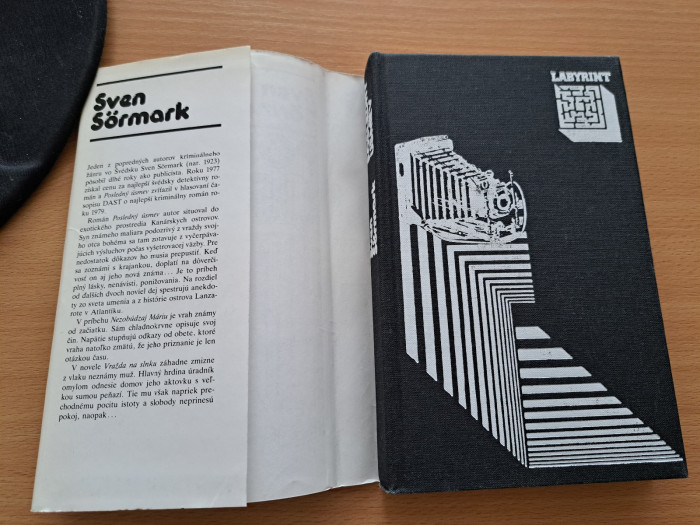 Sven
Sörmark
Jeden z popredných autorov kriminálneho
žánru vo Švédsku Sven Sörmark (nar. 1923)
pôsobil dlhé roky ako publicista. Roku 1977
získal cenu za najlepší švédsky detektívny ro-
mán a Posledný úsmev zvíťazil v hlasovaní ča-
sopisu DAST o najlepší kriminálny román ro-
ku 1979.
Román Posledný úsmev autor situoval do
exotického prostredia Kanárskych ostrovov.
Syn známeho maliara podozrivý z vraždy svoj-
ho otca bohéma sa tam zotavuje z vyčerpáva-
júcich výsluchov počas vyšetrovacej väzby. Pre
nedostatok dôkazov ho musia prepustiť. Keď
sa zoznámi s krajankou, doplatí na dôverči-
vosť on aj jeho nová známa... Je to príbeh
plný lásky, nenávisti, ponižovania. Na rozdiel
od ďalších dvoch noviel dej spestrujú anekdo-
ty zo sveta umenia a z histórie ostrova Lanza-
rote v Atlantiku.
V príbehu Nezobúdzaj Máriu je vrah známy
od začiatku. Sám chladnokrvne opisuje svoj
čin. Napätie stupňujú odkazy od obete, ktoré
vraha natoľko zmätú, že jeho priznanie je len
otázkou času.
V novele Vražda na sínka záhadne zmizne
z vlaku neznámy muž. Hlavný hrdina úradník
omylom odnesie domov jeho aktovku s veľ-
kou sumou peňazí. Tie mu však napriek pre-
chodnému pocitu istoty a slobody neprinesú
pokoj, naopak...
LABYRINT